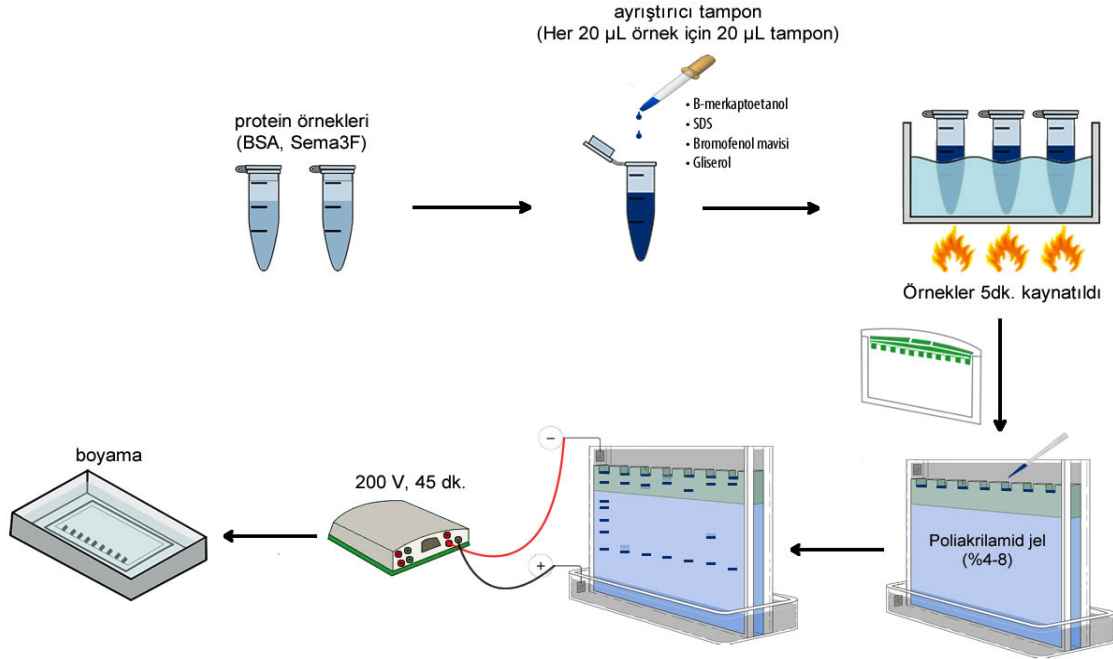 ayrıştırıcı tampon
(Her 20 µL örnek için 20 µL tampon)
protein örnekleri
(BSA, Sema3F)
• B-merkaptoetanol
• SDS
• Bromofenol mavisi
• Gliserol
Örnekler 5dk. kaynatıldı
Poliakrilamid jel
(%4-8)
−
+
200 V, 45 dk.
boyama